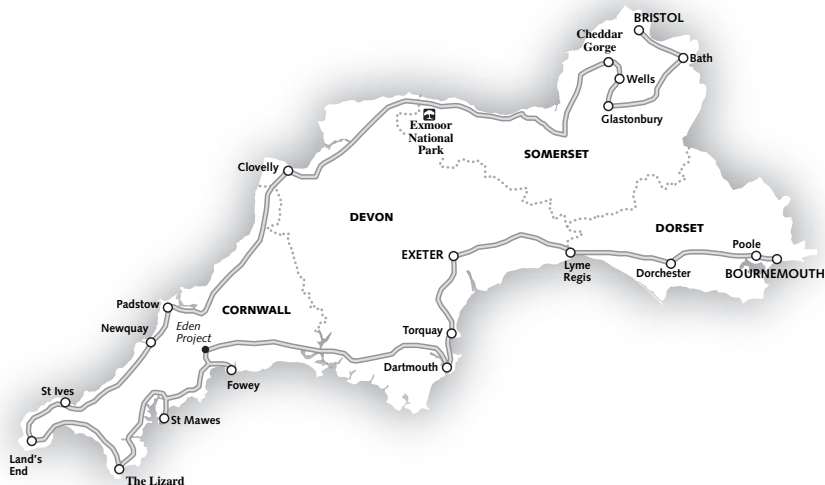 BRISTOL
Cheddar
Gorge
Bath
Wells
Glastonbury
Exmoor
National
Park
SOMERSET
Clovelly
DEVON
DORSET
EXETER
Lyme
Regis
Dorchester
Poole
BOURNEMOUTH
Padstow
CORNWALL
Newquay
Eden
Project
Torquay
Dartmouth
Fowey
St Ives
St Mawes
Land's
End
The Lizard